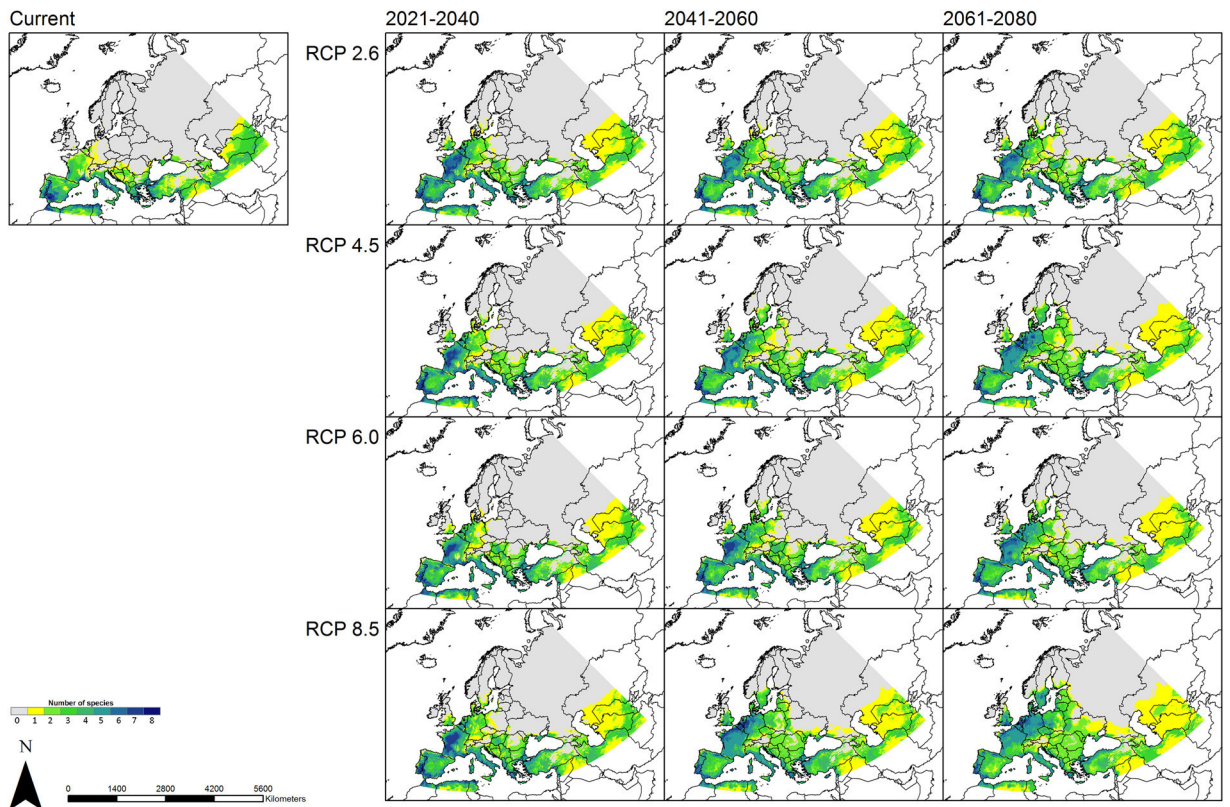 Current
2021-2040
2041-2060
2061-2080
RCP 2.6
RCP 4.5
RCP 6.0
RCP 8.5
Number of species
0 1 2 3 4 5 6 7 8
N
0 1400 2800 4200 5600
Kilometers